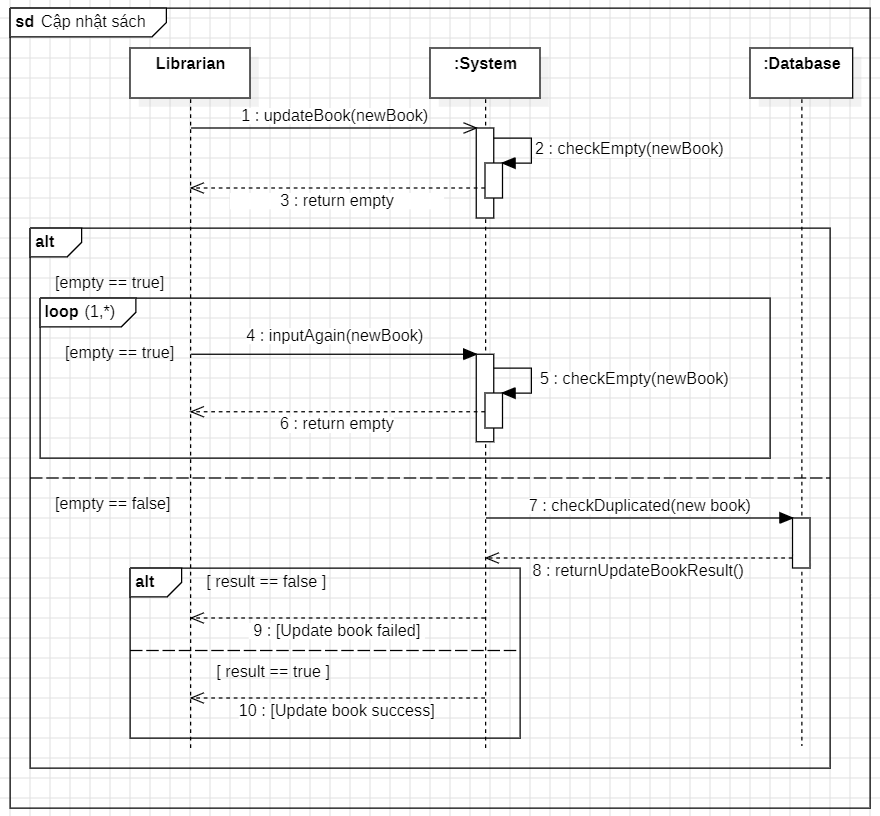 sd Cập nhật sách
Librarian
:System
:Database
1 : updateBook(newBook)
2 : checkEmpty(newBook)
3 : return empty
alt
[empty == true]
loop (1,*)
4 : inputAgain(newBook)
[empty == true]
5 : checkEmpty(newBook)
6 : return empty
[empty == false]
7 : checkDuplicated(new book)
8 : returnUpdateBookResult()
alt
[ result == false ]
9 : [Update book failed]
[ result == true ]
10 : [Update book success]